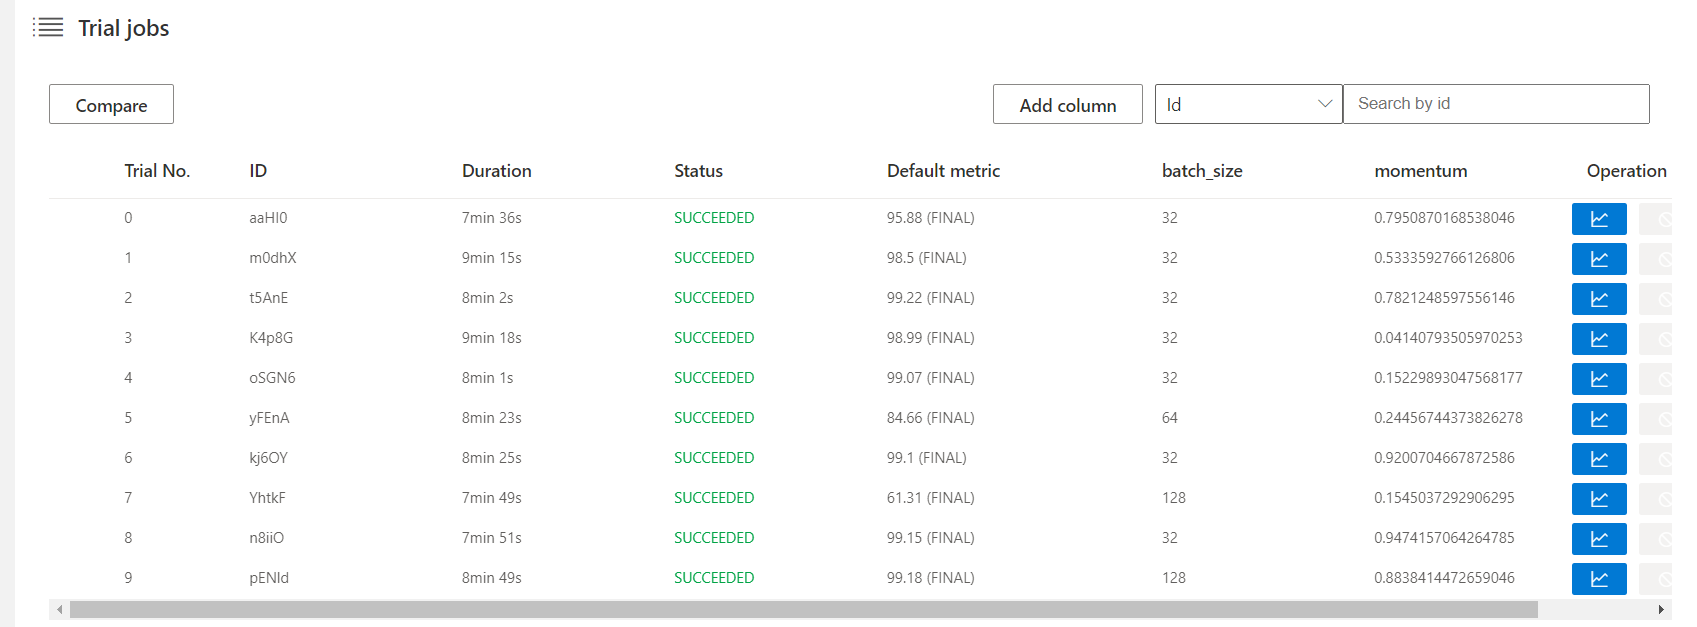 Trial jobs
Compare Add column Id Search by id
Trial No. ID Duration Status Default metric batch_size momentum Operation
0 aaHI0 7min 36s SUCCEEDED 95.88 (FINAL) 32 0.7950870168538046
1 m0dhX 9min 15s SUCCEEDED 98.5 (FINAL) 32 0.5333592766126806
2 t5AnE 8min 2s SUCCEEDED 99.22 (FINAL) 32 0.7821248597556146
3 K4p8G 9min 18s SUCCEEDED 98.99 (FINAL) 32 0.04140793505970253
4 oSGN6 8min 1s SUCCEEDED 99.07 (FINAL) 32 0.15229893047568177
5 yFEnA 8min 23s SUCCEEDED 84.66 (FINAL) 64 0.24456744373826278
6 kj6OY 8min 25s SUCCEEDED 99.1 (FINAL) 32 0.9200704667872586
7 YhtkF 7min 49s SUCCEEDED 61.31 (FINAL) 128 0.1545037292906295
8 n8iiO 7min 51s SUCCEEDED 99.15 (FINAL) 32 0.9474157064264785
9 pENId 8min 49s SUCCEEDED 99.18 (FINAL) 128 0.8838414472659046